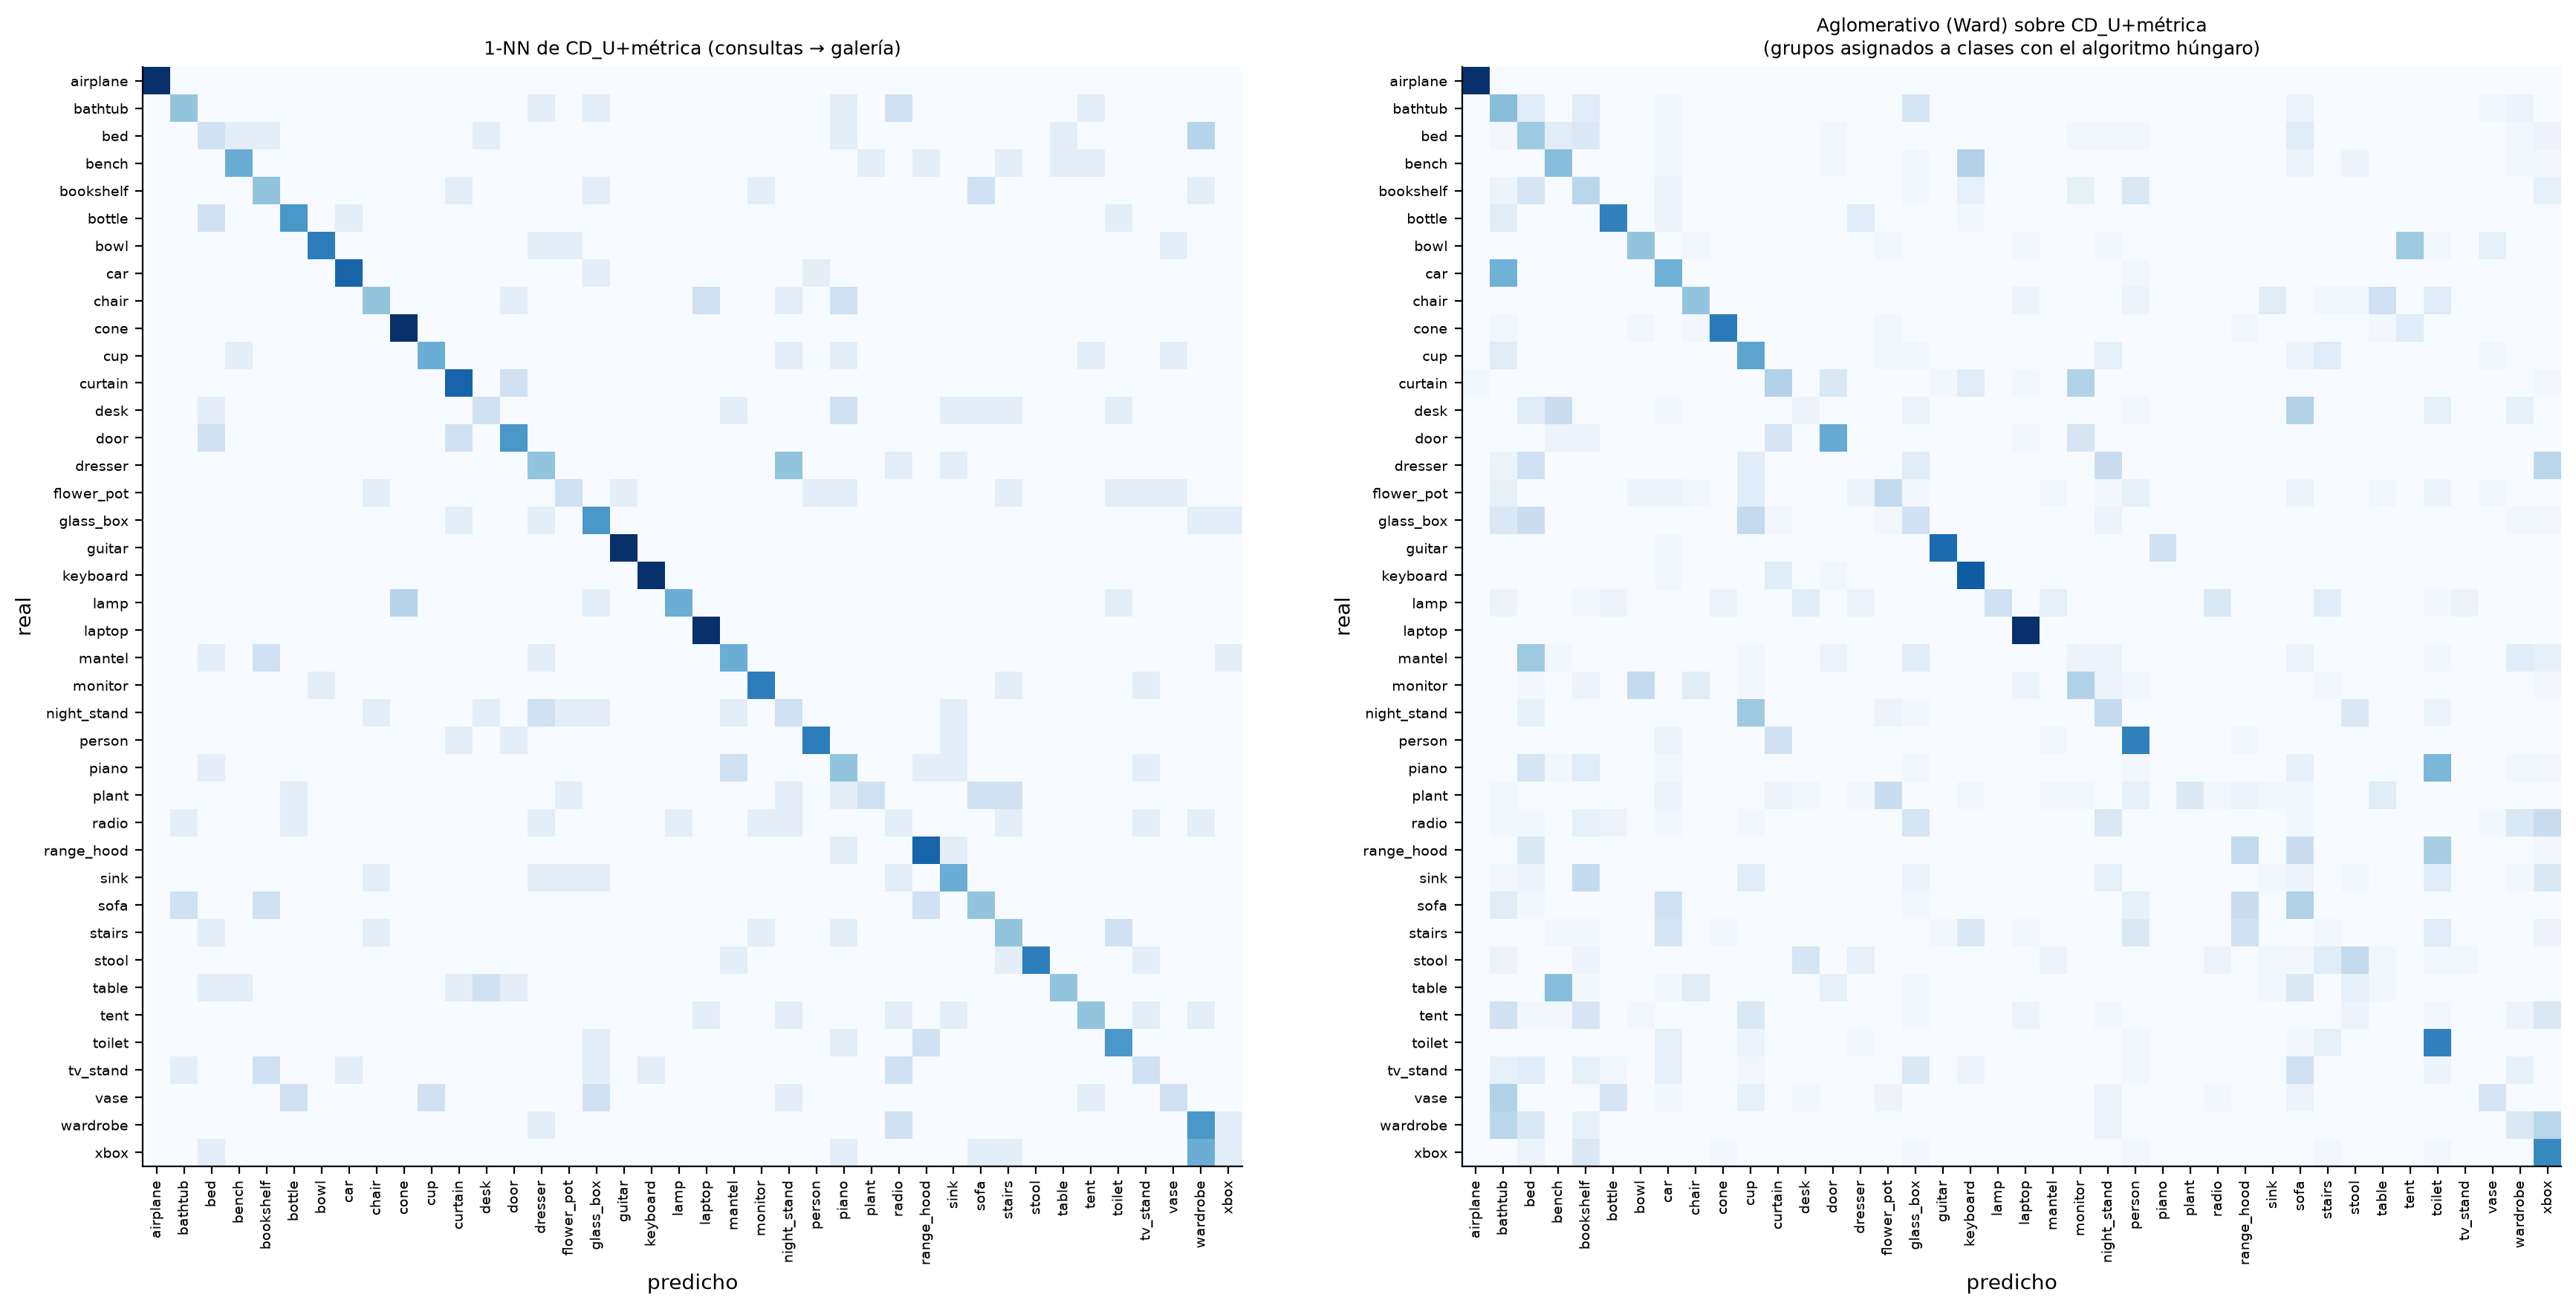 1-NN de CD_U+métrica (consultas → galería)
real
airplane
bathtub
bed
bench
bookshelf
bottle
bowl
car
chair
cone
cup
curtain
desk
door
dresser
flower_pot
glass_box
guitar
keyboard
lamp
laptop
mantel
monitor
night_stand
person
piano
plant
radio
range_hood
sink
sofa
stairs
stool
table
tent
toilet
tv_stand
vase
wardrobe
xbox
airplane
bathtub
bed
bench
bookshelf
bottle
bowl
car
chair
cone
cup
curtain
desk
door
dresser
flower_pot
glass_box
guitar
keyboard
lamp
laptop
mantel
monitor
night_stand
person
piano
plant
radio
range_hood
sink
sofa
stairs
stool
table
tent
toilet
tv_stand
vase
wardrobe
xbox
predicho
Aglomerativo (Ward) sobre CD_U+métrica
(grupos asignados a clases con el algoritmo húngaro)
real
airplane
bathtub
bed
bench
bookshelf
bottle
bowl
car
chair
cone
cup
curtain
desk
door
dresser
flower_pot
glass_box
guitar
keyboard
lamp
laptop
mantel
monitor
night_stand
person
piano
plant
radio
range_hood
sink
sofa
stairs
stool
table
tent
toilet
tv_stand
vase
wardrobe
xbox
airplane
bathtub
bed
bench
bookshelf
bottle
bowl
car
chair
cone
cup
curtain
desk
door
dresser
flower_pot
glass_box
guitar
keyboard
lamp
laptop
mantel
monitor
night_stand
person
piano
plant
radio
range_hood
sink
sofa
stairs
stool
table
tent
toilet
tv_stand
vase
wardrobe
xbox
predicho